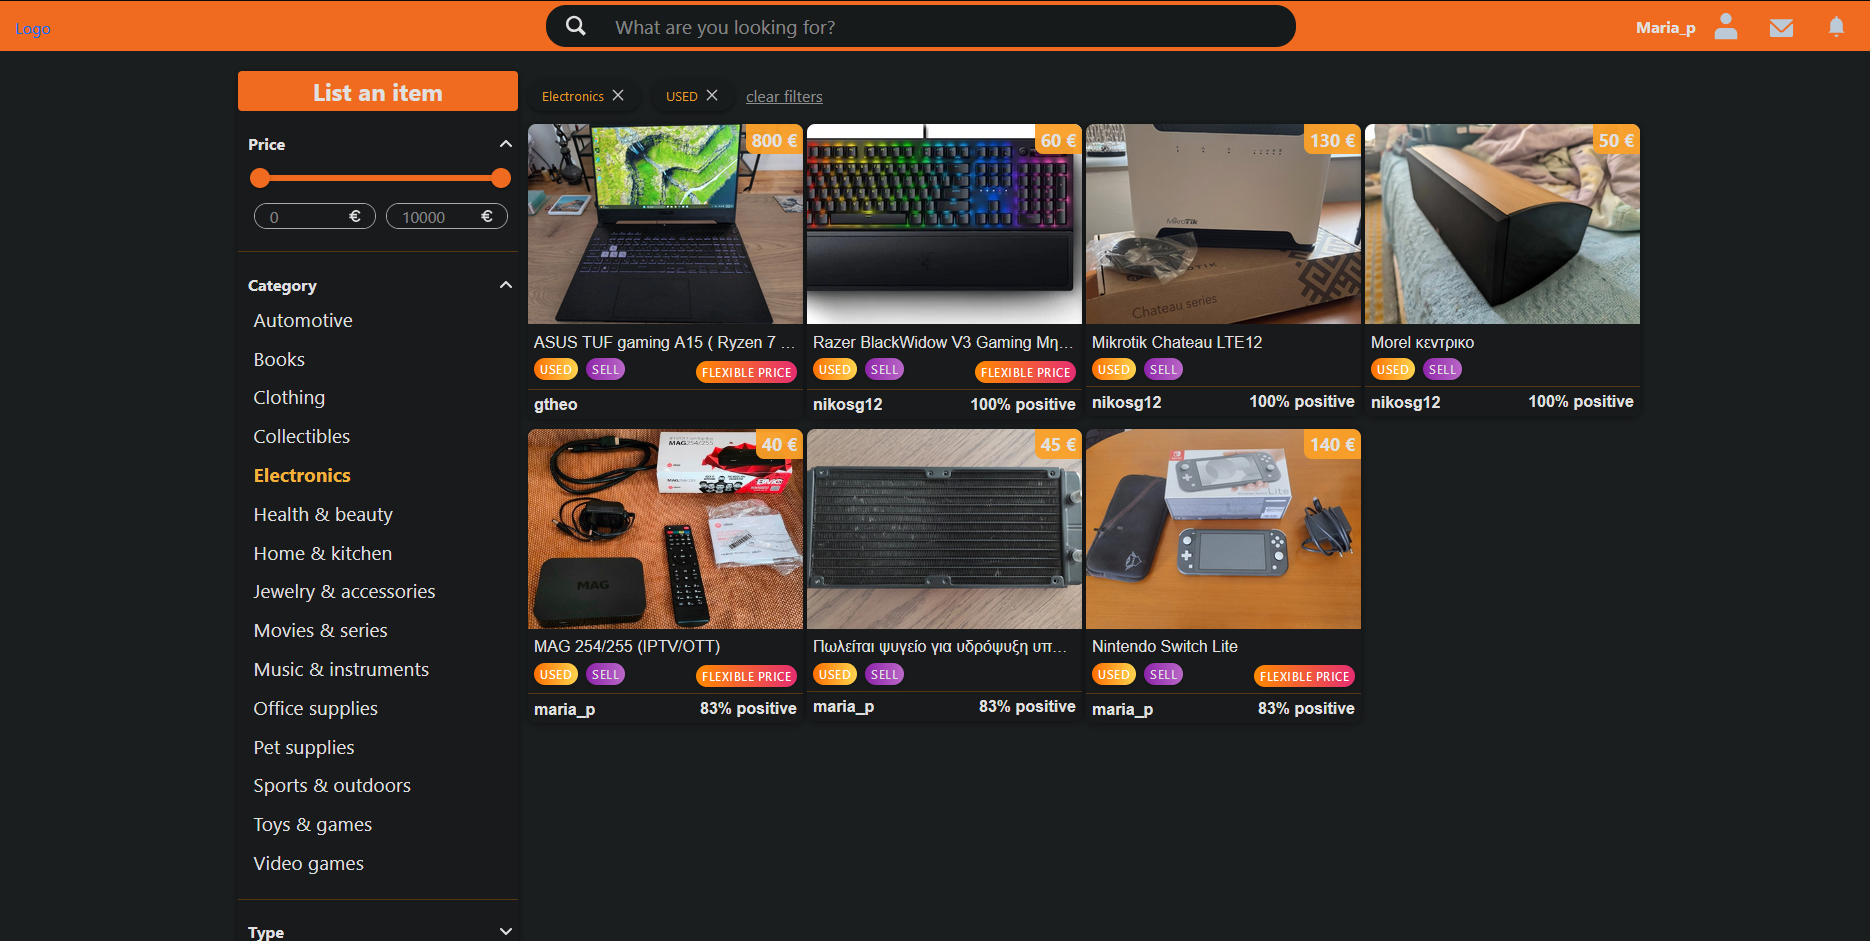 Logo
What are you looking for?
Maria_p
List an item
Electronics
USED
clear filters
Price
0 €
10000 €
Category
Automotive
Books
Clothing
Collectibles
Electronics
Health & beauty
Home & kitchen
Jewelry & accessories
Movies & series
Music & instruments
Office supplies
Pet supplies
Sports & outdoors
Toys & games
Video games
Type
800 €
ASUS TUF gaming A15 ( Ryzen 7 ...
USED SELL FLEXIBLE PRICE
gtheo
60 €
Razer BlackWidow V3 Gaming Μη...
USED SELL FLEXIBLE PRICE
nikosg12 100% positive
130 €
MikroTik
Chateau series
Mikrotik Chateau LTE12
USED SELL
nikosg12 100% positive
50 €
Morel κεντρικο
USED SELL
nikosg12 100% positive
40 €
MAG254/255
MAG
MAG 254/255 (IPTV/OTT)
USED SELL FLEXIBLE PRICE
maria_p 83% positive
45 €
Πωλείται ψυγείο για υδρόψυξη υπ...
USED SELL
maria_p 83% positive
140 €
Lite
Nintendo Switch Lite
USED SELL FLEXIBLE PRICE
maria_p 83% positive